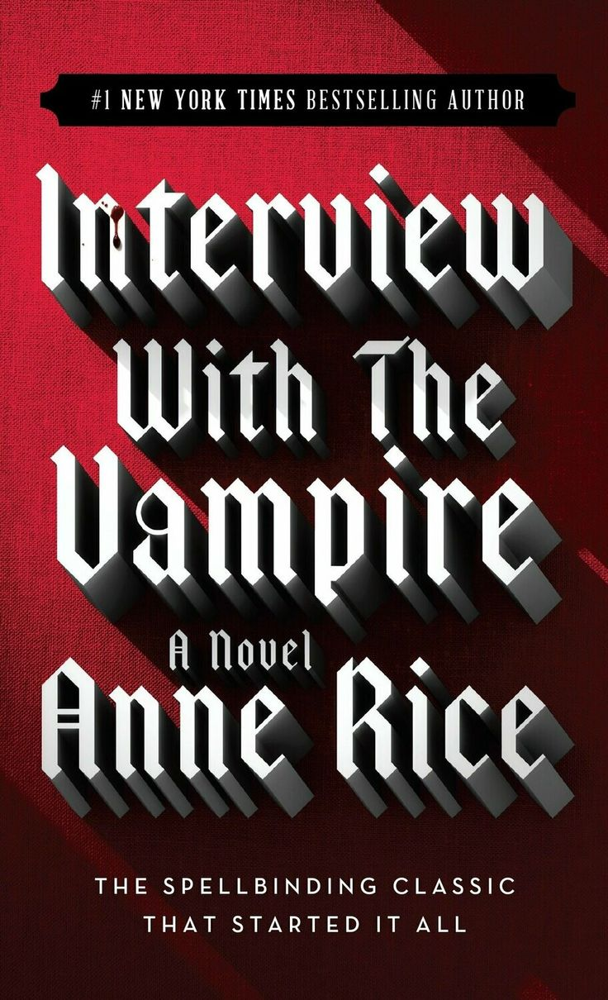 #1 NEW YORK TIMES BESTSELLING AUTHOR
Interview
With The
Vampire
A Novel
Anne Rice
THE SPELLBINDING CLASSIC
THAT STARTED IT ALL